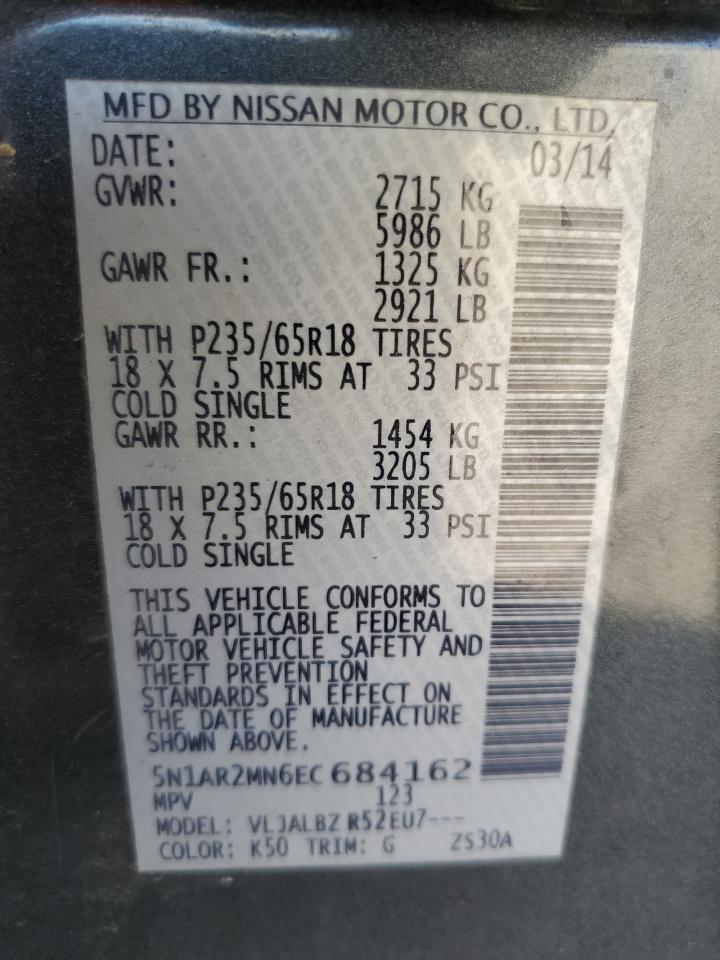 MFD BY NISSAN MOTOR CO., LTD,
DATE: 03/14
GVWR: 2715 KG
5986 LB
GAWR FR.: 1325 KG
2921 LB
WITH P235/65R18 TIRES
18 X 7.5 RIMS AT 33 PSI
COLD SINGLE
GAWR RR.: 1454 KG
3205 LB
WITH P235/65R18 TIRES
18 X 7.5 RIMS AT 33 PSI
COLD SINGLE
THIS VEHICLE CONFORMS TO
ALL APPLICABLE FEDERAL
MOTOR VEHICLE SAFETY AND
THEFT PREVENTION
STANDARDS IN EFFECT ON
THE DATE OF MANUFACTURE
SHOWN ABOVE.
5N1AR2MN6EC684162
MPV 123
MODEL: VLJALBZ R52EU7---
COLOR: K50 TRIM: G ZS30A